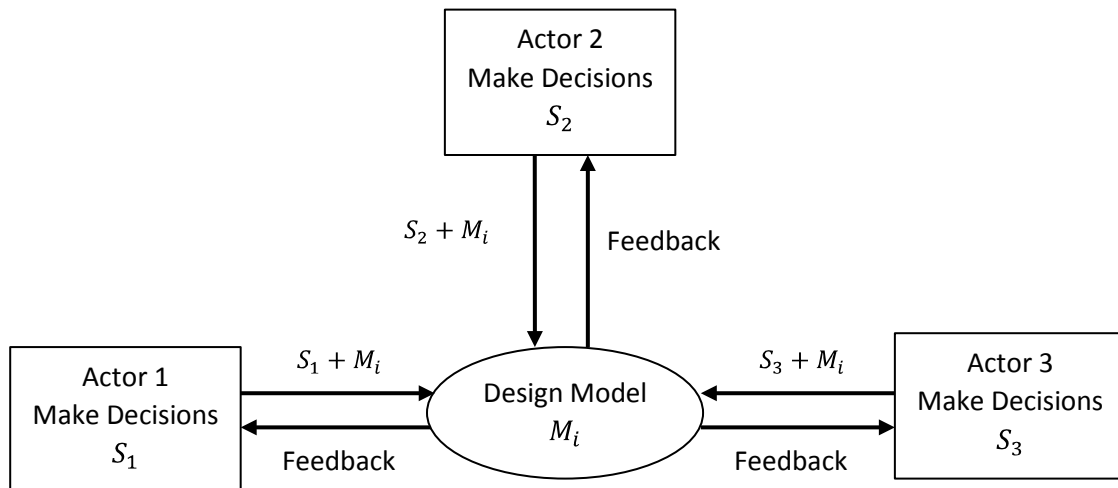 Actor 2
Make Decisions
𝑆₂
𝑆₂ + 𝑀ᵢ
Feedback
Actor 1
Make Decisions
𝑆₁
𝑆₁ + 𝑀ᵢ
Feedback
Design Model
𝑀ᵢ
𝑆₃ + 𝑀ᵢ
Feedback
Actor 3
Make Decisions
𝑆₃